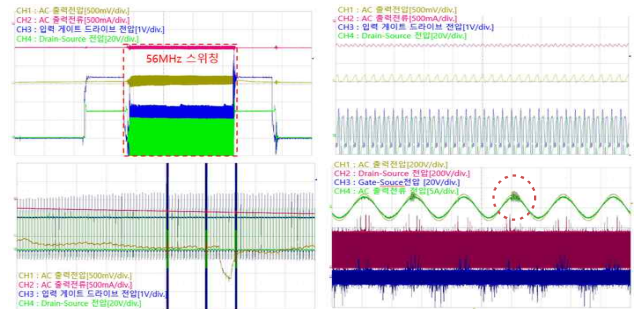 CH1 : AC 출력전압[500mV/div.]
CH2 : AC 출력전류[500mA/div.]
CH3 : 입력 게이트 드라이브 전압[1V/div.]
CH4 : Drain-Source 전압[20V/div.]
56MHz 스위칭
CH1 : AC 출력전압[500mV/div.]
CH2 : AC 출력전류[500mA/div.]
CH3 : 입력 게이트 드라이브 전압[1V/div.]
CH4 : Drain-Source 전압[20V/div.]
CH1 : AC 출력전압[500mV/div.]
CH2 : AC 출력전류[500mA/div.]
CH3 : 입력 게이트 드라이브 전압[1V/div.]
CH4 : Drain-Source 전압[20V/div.]
CH1 : AC 출력전압[200V/div.]
CH2 : Drain-Source 전압[200V/div.]
CH3 : Gate-Souce전압 [20V/div.]
CH4 : AC 출력전류 [5A/div.]